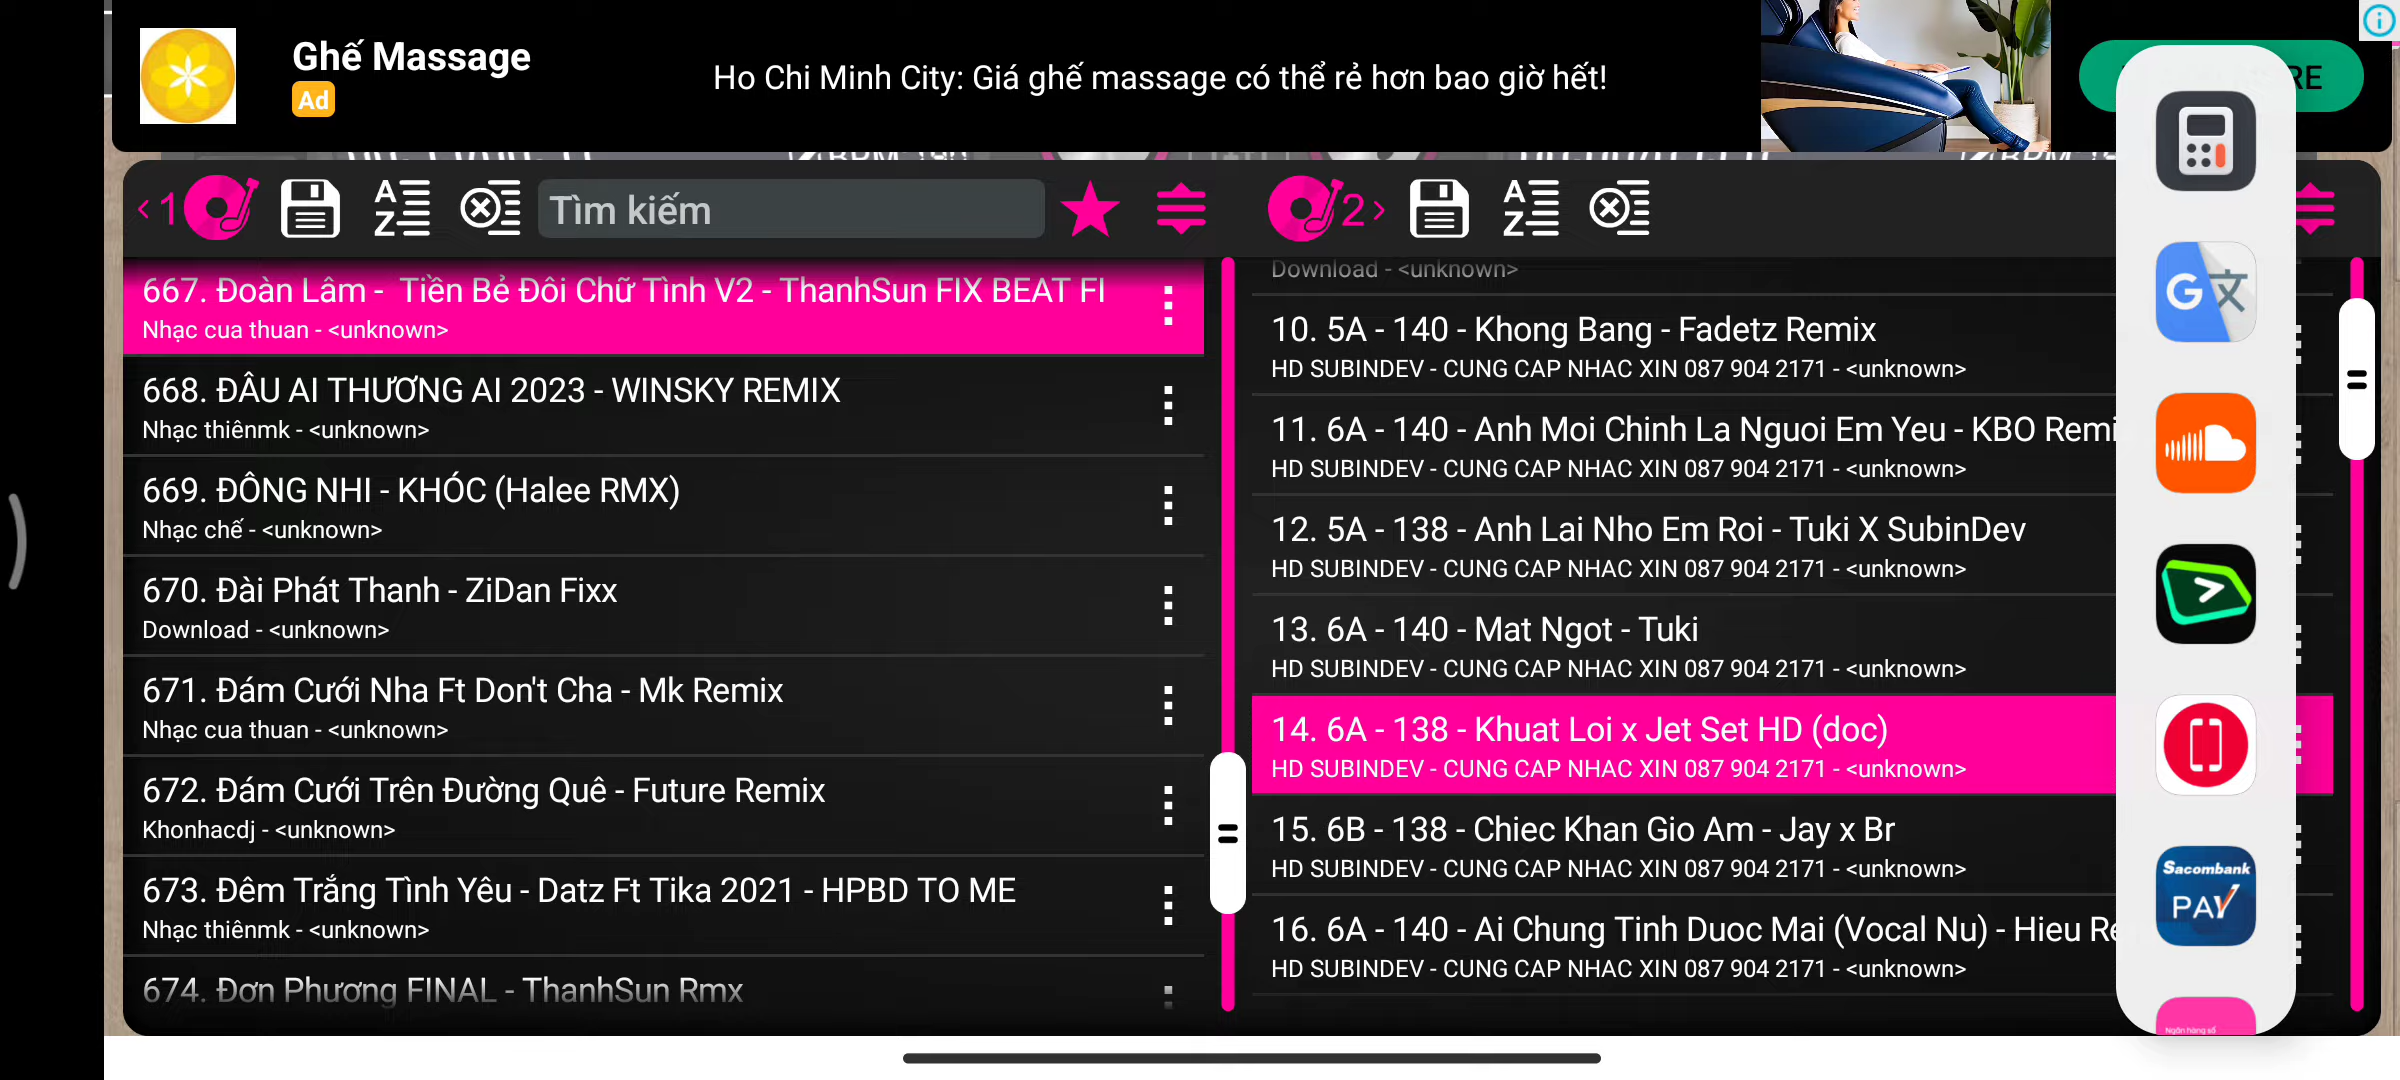 Ghế Massage
Ad
Ho Chi Minh City: Giá ghế massage có thể rẻ hơn bao giờ hết!
RE
1
A
Z
Tìm kiếm
2
A
Z
667. Đoàn Lâm -  Tiền Bẻ Đôi Chữ Tình V2 - ThanhSun FIX BEAT FI
Nhạc cua thuan - <unknown>
668. ĐÂU AI THƯƠNG AI 2023 - WINSKY REMIX
Nhạc thiênmk - <unknown>
669. ĐÔNG NHI - KHÓC (Halee RMX)
Nhạc chế - <unknown>
670. Đài Phát Thanh - ZiDan Fixx
Download - <unknown>
671. Đám Cưới Nha Ft Don't Cha - Mk Remix
Nhạc cua thuan - <unknown>
672. Đám Cưới Trên Đường Quê - Future Remix
Khonhacdj - <unknown>
673. Đêm Trắng Tình Yêu - Datz Ft Tika 2021 - HPBD TO ME
Nhạc thiênmk - <unknown>
674. Đơn Phương FINAL - ThanhSun Rmx
Download - <unknown>
10. 5A - 140 - Khong Bang - Fadetz Remix
HD SUBINDEV - CUNG CAP NHAC XIN 087 904 2171 - <unknown>
11. 6A - 140 - Anh Moi Chinh La Nguoi Em Yeu - KBO Remi
HD SUBINDEV - CUNG CAP NHAC XIN 087 904 2171 - <unknown>
12. 5A - 138 - Anh Lai Nho Em Roi - Tuki X SubinDev
HD SUBINDEV - CUNG CAP NHAC XIN 087 904 2171 - <unknown>
13. 6A - 140 - Mat Ngot - Tuki
HD SUBINDEV - CUNG CAP NHAC XIN 087 904 2171 - <unknown>
14. 6A - 138 - Khuat Loi x Jet Set HD (doc)
HD SUBINDEV - CUNG CAP NHAC XIN 087 904 2171 - <unknown>
15. 6B - 138 - Chiec Khan Gio Am - Jay x Br
HD SUBINDEV - CUNG CAP NHAC XIN 087 904 2171 - <unknown>
16. 6A - 140 - Ai Chung Tinh Duoc Mai (Vocal Nu) - Hieu Re
HD SUBINDEV - CUNG CAP NHAC XIN 087 904 2171 - <unknown>
G 文
Sacombank
PAY
Ngân hàng số